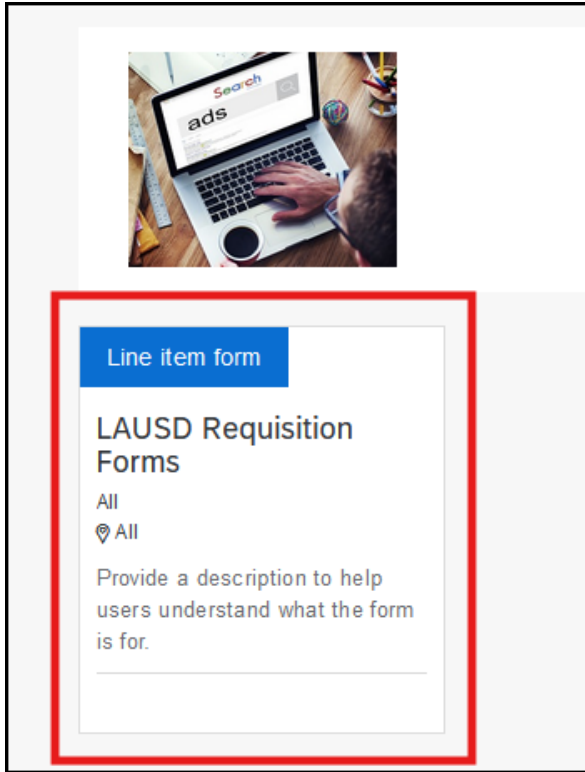 Search
ads
Line item form
LAUSD Requisition
Forms
All
All
Provide a description to help
users understand what the form
is for.